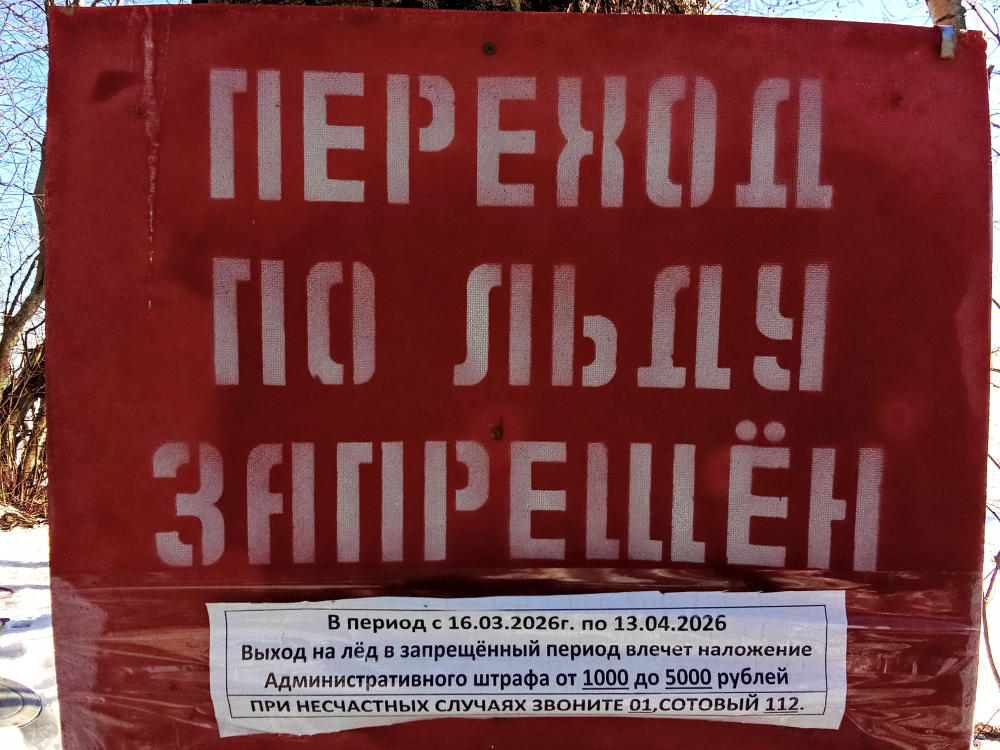 ПЕРЕХОД
ПО ЛЬДУ
ЗАПРЕЩЁН
В период с 16.03.2026г. по 13.04.2026
Выход на лёд в запрещённый период влечет наложение
Административного штрафа от 1000 до 5000 рублей
ПРИ НЕСЧАСТНЫХ СЛУЧАЯХ ЗВОНИТЕ 01,СОТОВЫЙ 112.